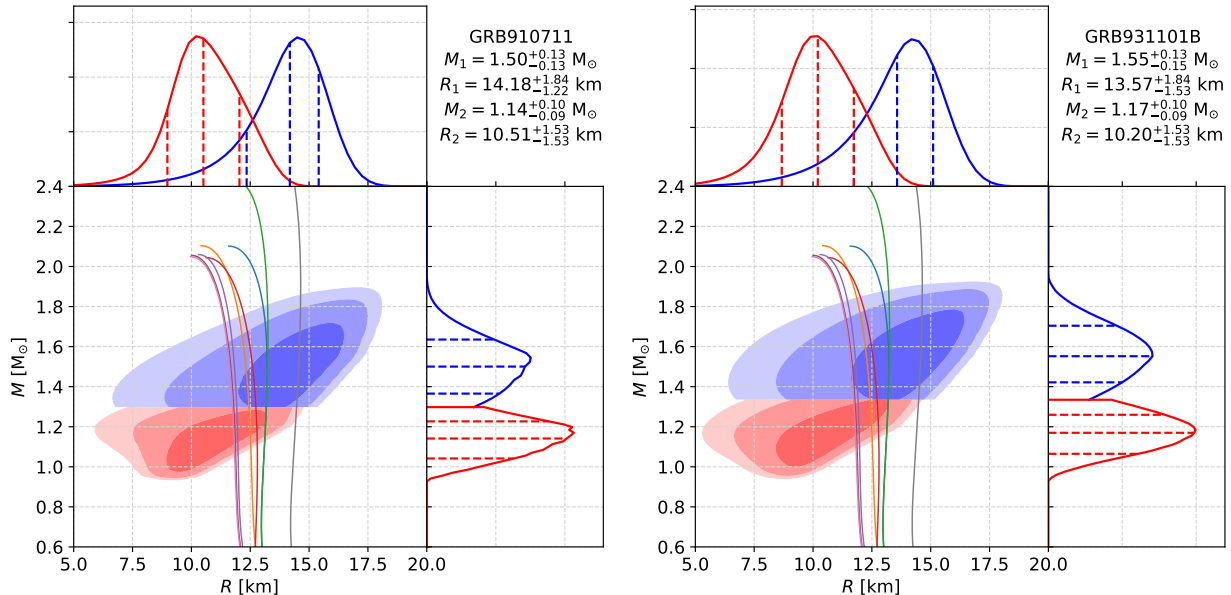 GRB910711
M₁ = 1.50⁺⁰·¹³₋₀.₁₃ M⊙
R₁ = 14.18⁺¹·⁸⁴₋₁.₂₂ km
M₂ = 1.14⁺⁰·¹⁰₋₀.₀₉ M⊙
R₂ = 10.51⁺¹·⁵³₋₁.₅₃ km
2.4
2.2
2.0
1.8
1.6
1.4
1.2
1.0
0.8
0.6
M [M⊙]
5.0 7.5 10.0 12.5 15.0 17.5 20.0
R [km]
GRB931101B
M₁ = 1.55⁺⁰·¹³₋₀.₁₅ M⊙
R₁ = 13.57⁺¹·⁸⁴₋₁.₅₃ km
M₂ = 1.17⁺⁰·¹⁰₋₀.₀₉ M⊙
R₂ = 10.20⁺¹·⁵³₋₁.₅₃ km
2.4
2.2
2.0
1.8
1.6
1.4
1.2
1.0
0.8
0.6
M [M⊙]
5.0 7.5 10.0 12.5 15.0 17.5 20.0
R [km]